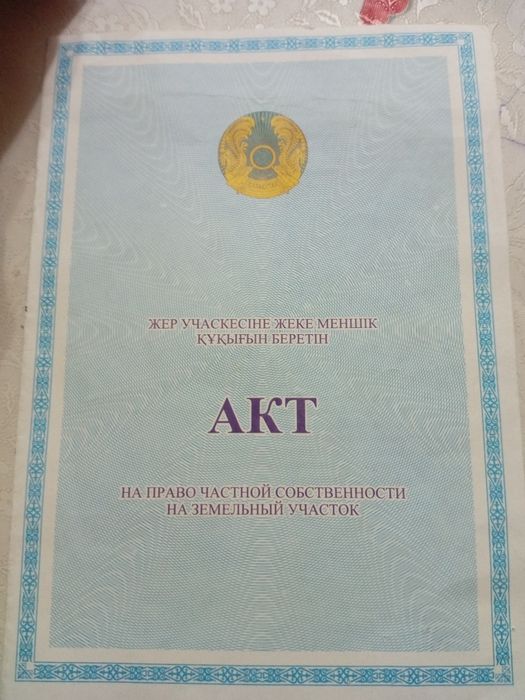 ЖЕР УЧАСКЕСІНЕ ЖЕКЕ МЕНШІК
ҚҰҚЫҒЫН БЕРЕТІН
АКТ
НА ПРАВО ЧАСТНОЙ СОБСТВЕННОСТИ
НА ЗЕМЕЛЬНЫЙ УЧАСТОК